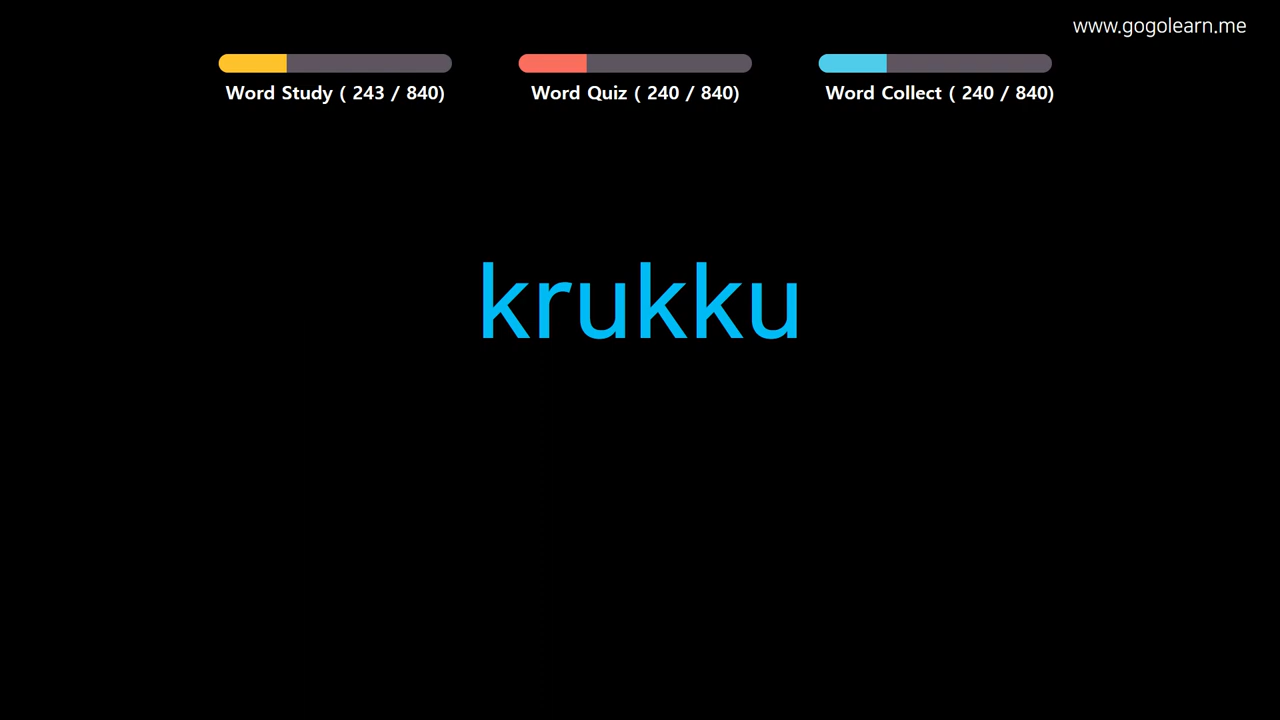 www.gogolearn.me
Word Study ( 243 / 840)
Word Quiz ( 240 / 840)
Word Collect ( 240 / 840)
krukku